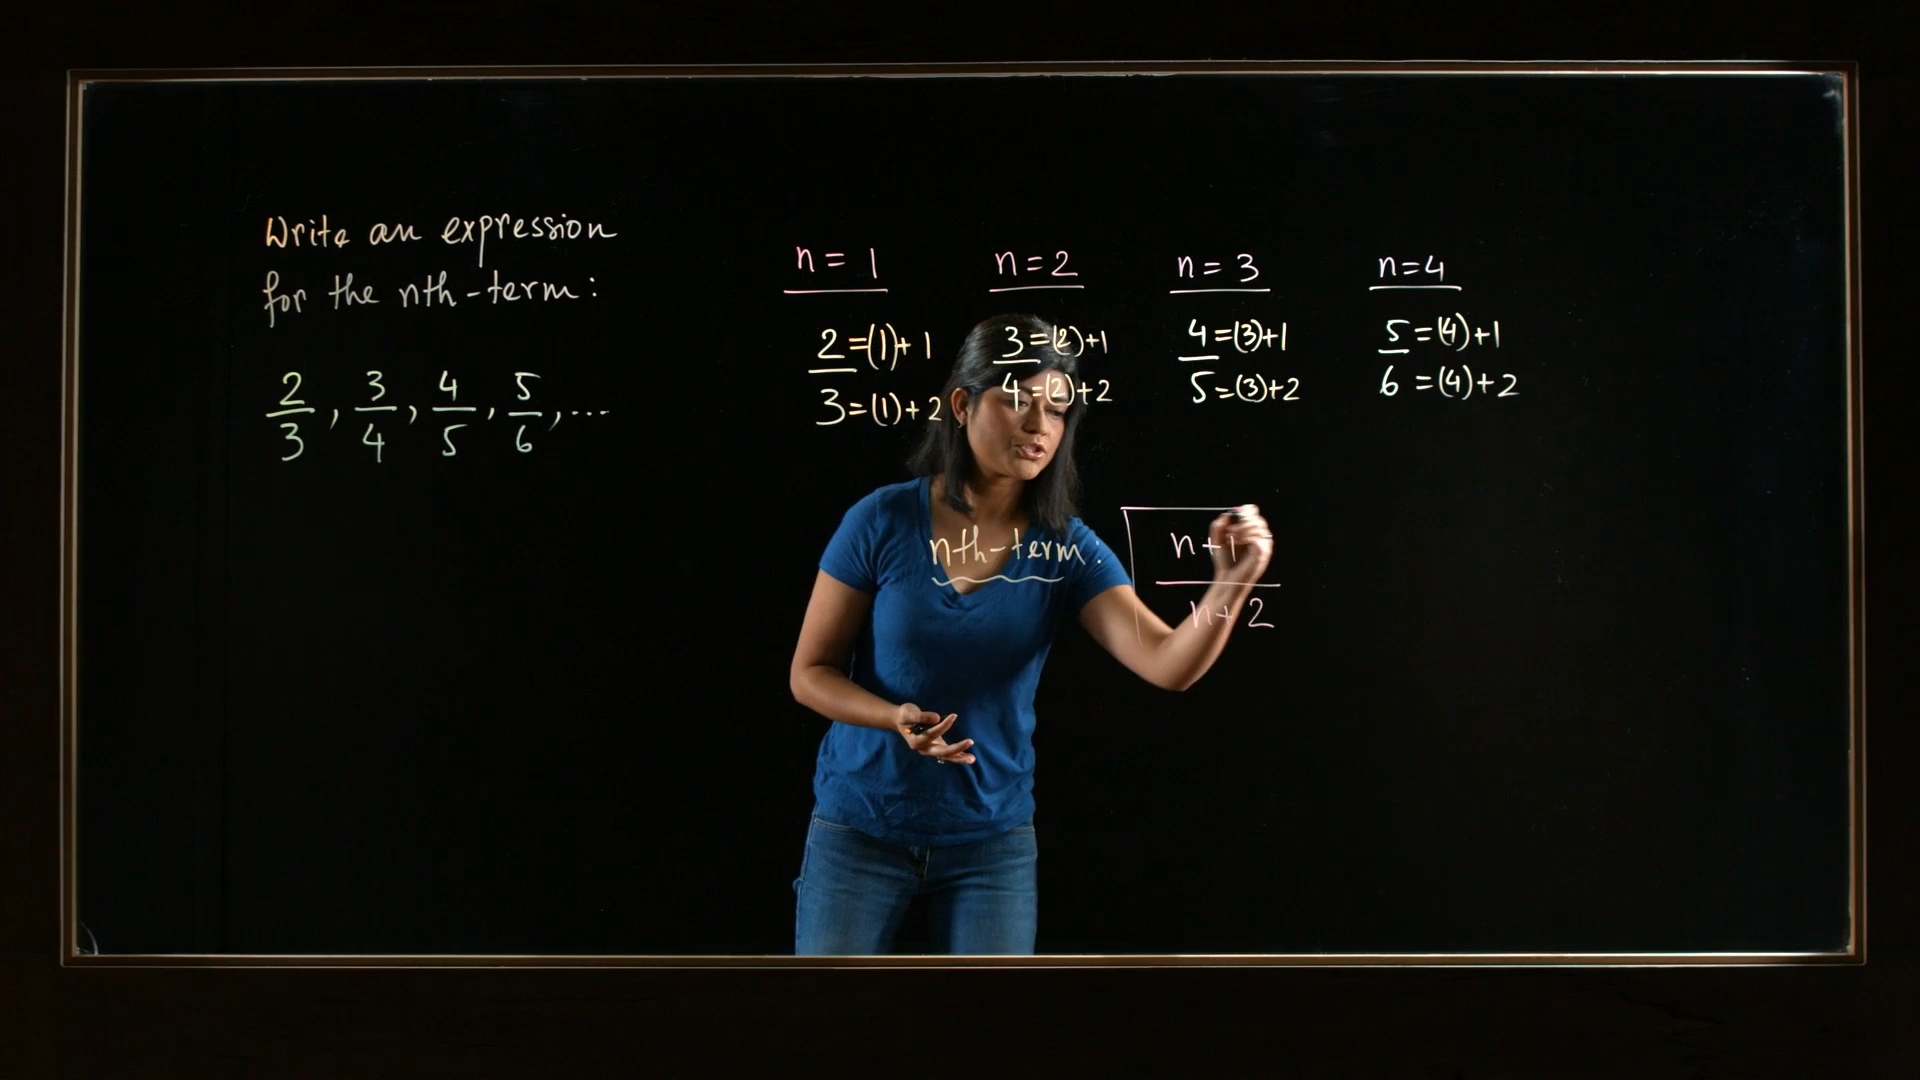 Write an expression
for the nth-term:
2/3, 3/4, 4/5, 5/6, ...
n = 1
2 = (1) + 1
3 = (1) + 2
n = 2
3 = (2) + 1
4 = (2) + 2
n = 3
4 = (3) + 1
5 = (3) + 2
n = 4
5 = (4) + 1
6 = (4) + 2
nth-term:
n + 1
n + 2